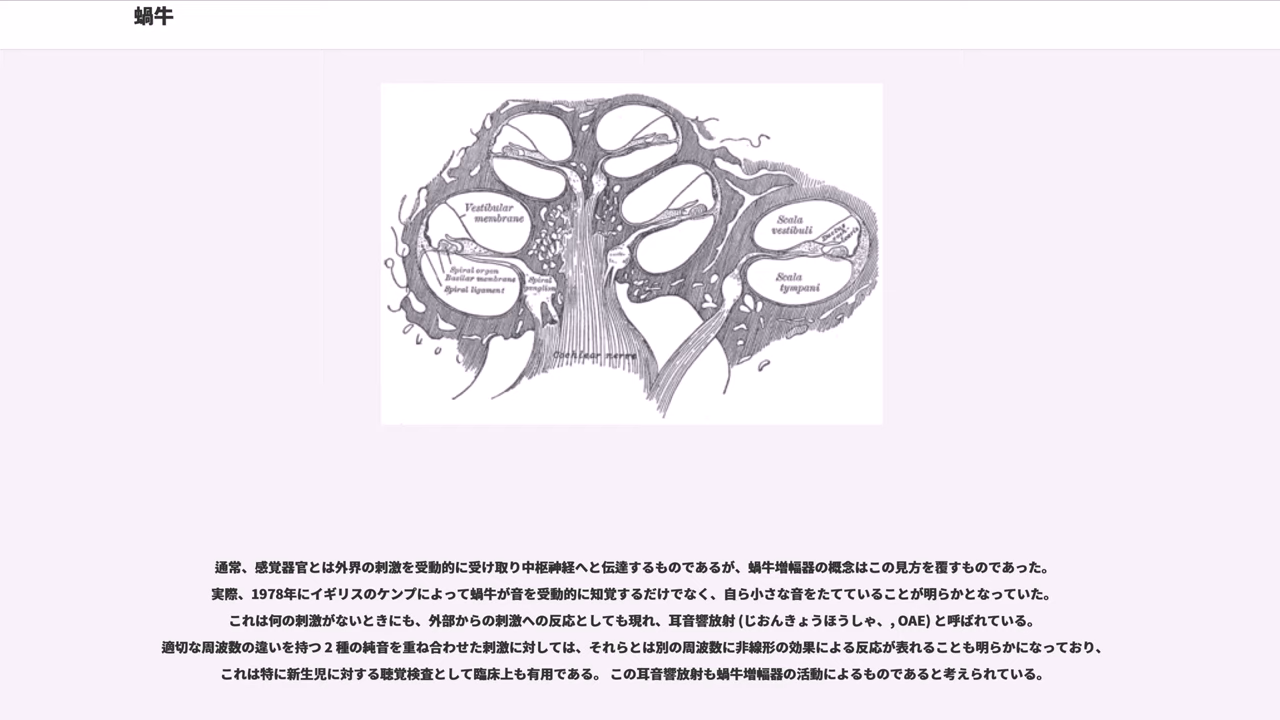 蝸牛
Vestibular
membrane
Spiral organ
Basilar membrane
Spiral ligament
Spiral
ganglion
Scala
vestibuli
Scala
tympani
Cochlear nerve
通常、感覚器官とは外界の刺激を受動的に受け取り中枢神経へと伝達するものであるが、蝸牛増幅器の概念はこの見方を覆すものであった。
実際、1978年にイギリスのケンプによって蝸牛が音を受動的に知覚するだけでなく、自ら小さな音をたてていることが明らかとなっていた。
これは何の刺激がないときにも、外部からの刺激への反応としても現れ、耳音響放射 (じおんきょうほうしゃ、, OAE) と呼ばれている。
適切な周波数の違いを持つ 2 種の純音を重ね合わせた刺激に対しては、それらとは別の周波数に非線形の効果による反応が表れることも明らかになっており、
これは特に新生児に対する聴覚検査として臨床上も有用である。 この耳音響放射も蝸牛増幅器の活動によるものであると考えられている。